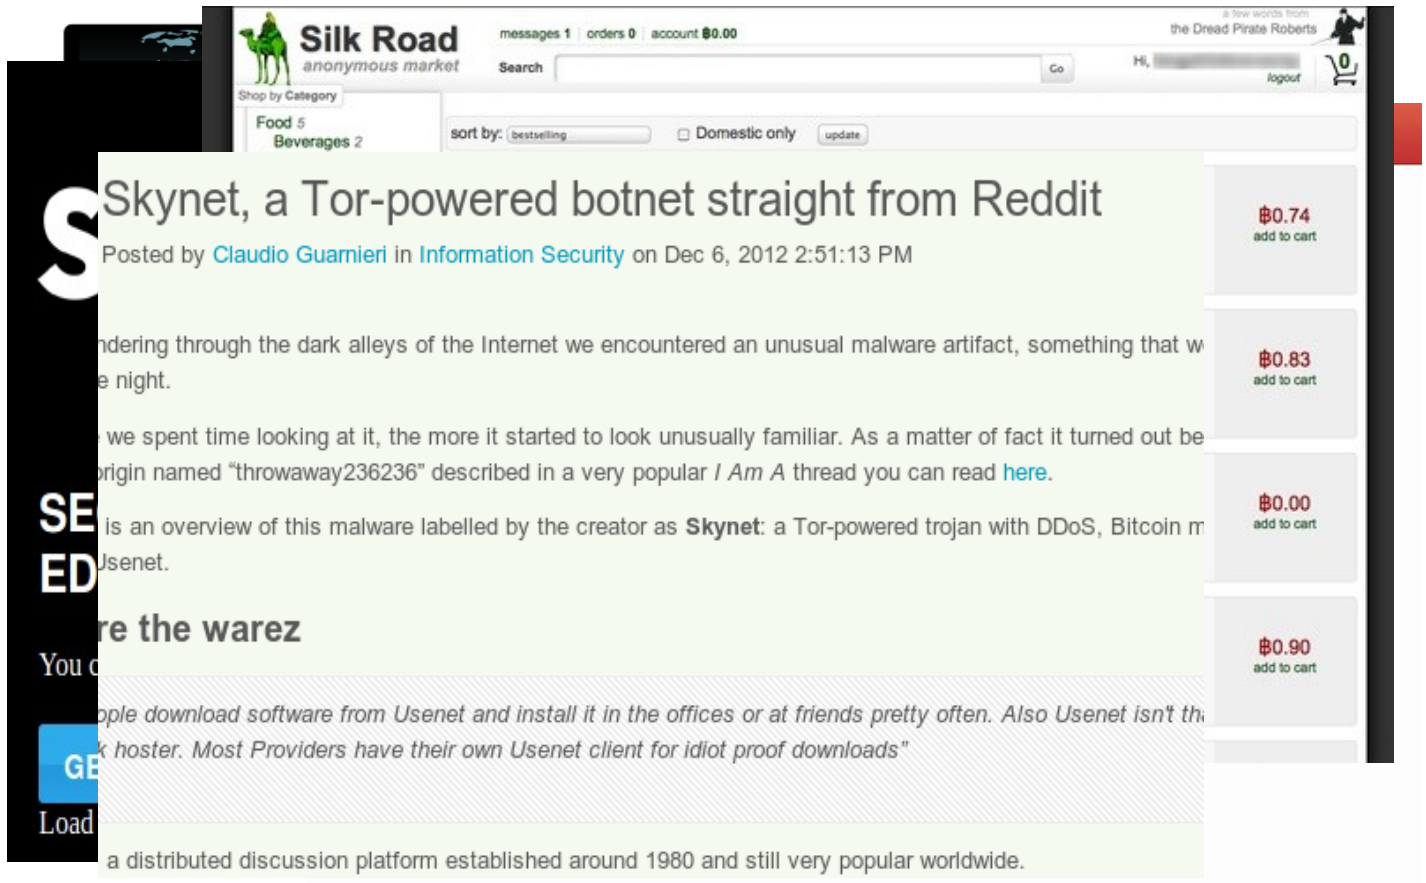 Silk Road
anonymous market
messages 1 orders 0 account ฿0.00
a few words from
the Dread Pirate Roberts
Search
Go
Hi,
logout
0
Shop by Category
Food 5
Beverages 2
sort by: bestselling Domestic only update
S
SE
ED
You c
GE
Load
Skynet, a Tor-powered botnet straight from Reddit
Posted by Claudio Guarnieri in Information Security on Dec 6, 2012 2:51:13 PM
ndering through the dark alleys of the Internet we encountered an unusual malware artifact, something that w
e night.
we spent time looking at it, the more it started to look unusually familiar. As a matter of fact it turned out be
origin named “throwaway236236” described in a very popular I Am A thread you can read here.
is an overview of this malware labelled by the creator as Skynet: a Tor-powered trojan with DDoS, Bitcoin m
Usenet.
re the warez
ople download software from Usenet and install it in the offices or at friends pretty often. Also Usenet isn't tha
k hoster. Most Providers have their own Usenet client for idiot proof downloads”
a distributed discussion platform established around 1980 and still very popular worldwide.
฿0.74
add to cart
฿0.83
add to cart
฿0.00
add to cart
฿0.90
add to cart